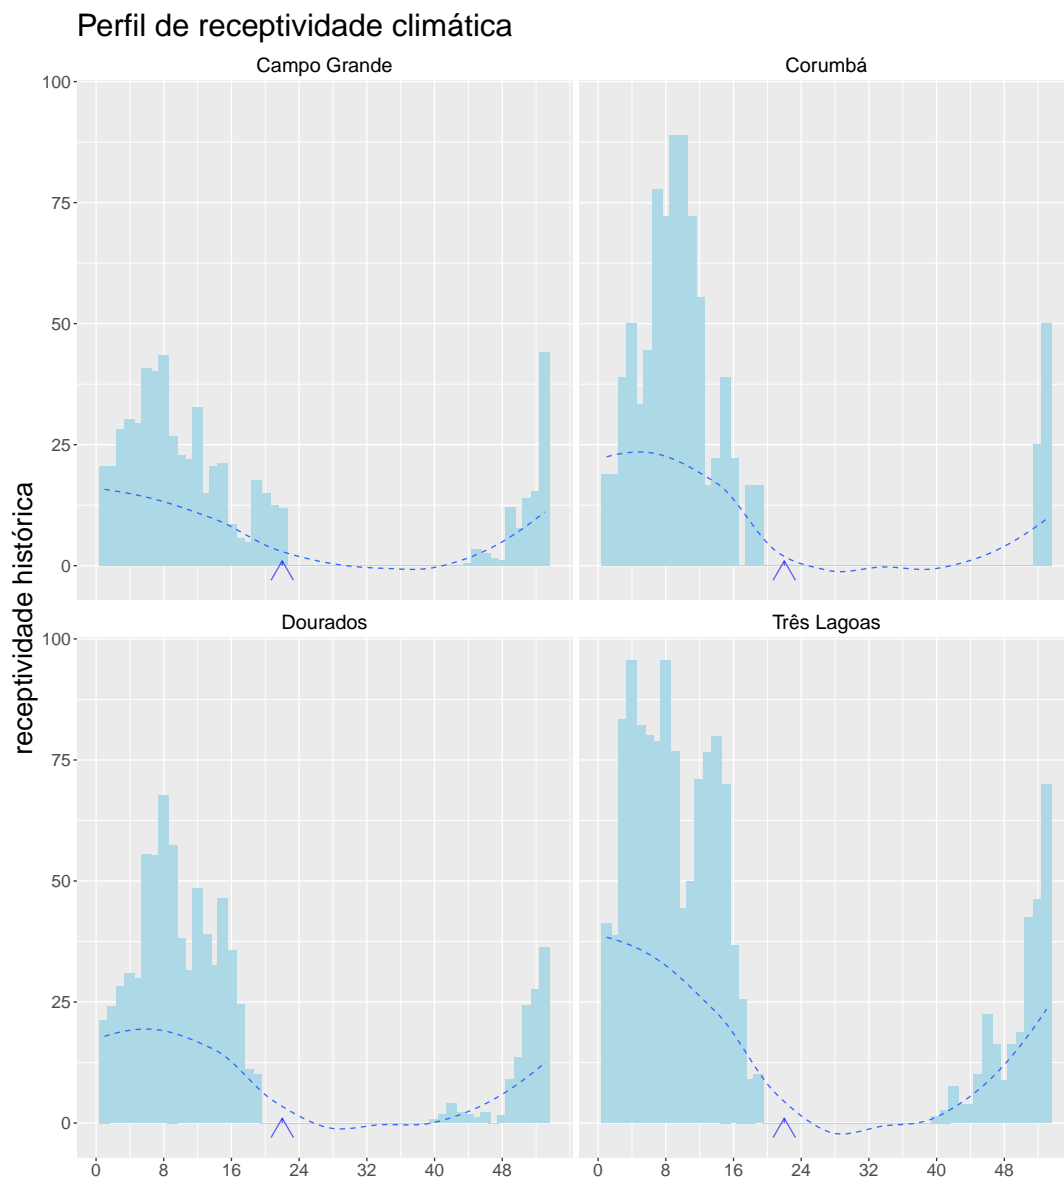 Perfil de receptividade climática
Campo Grande
Corumbá
100
75
50
25
0
Dourados
Três Lagoas
100
75
50
25
0
receptividade histórica
0 8 16 24 32 40 48
0 8 16 24 32 40 48